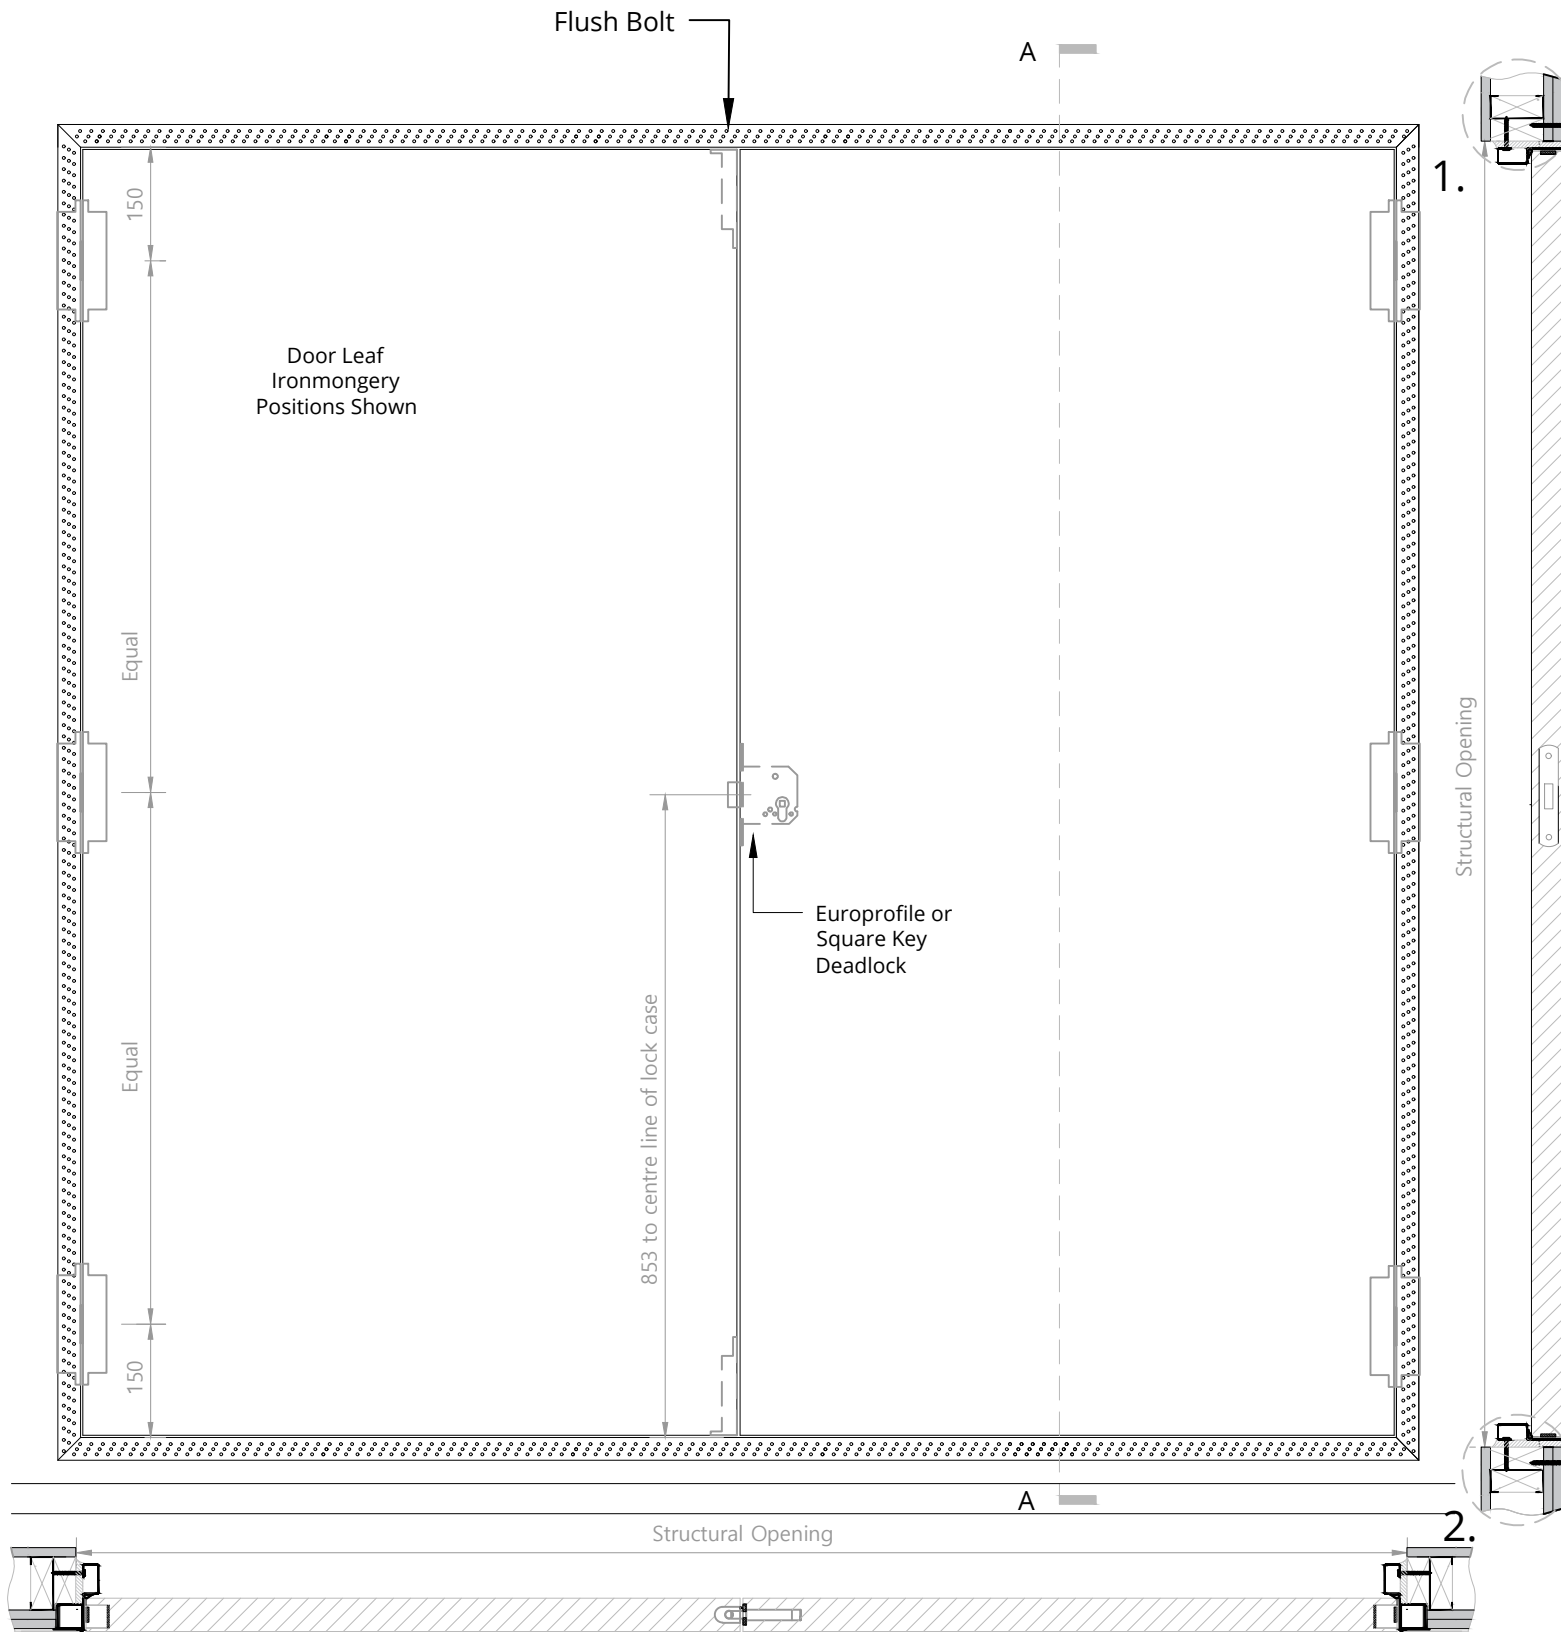 Flush Bolt
A
1.
150
Door Leaf
Ironmongery
Positions Shown
Equal
Structural Opening
Europrofile or
Square Key
Deadlock
853 to centre line of lock case
Equal
150
A
2.
Structural Opening